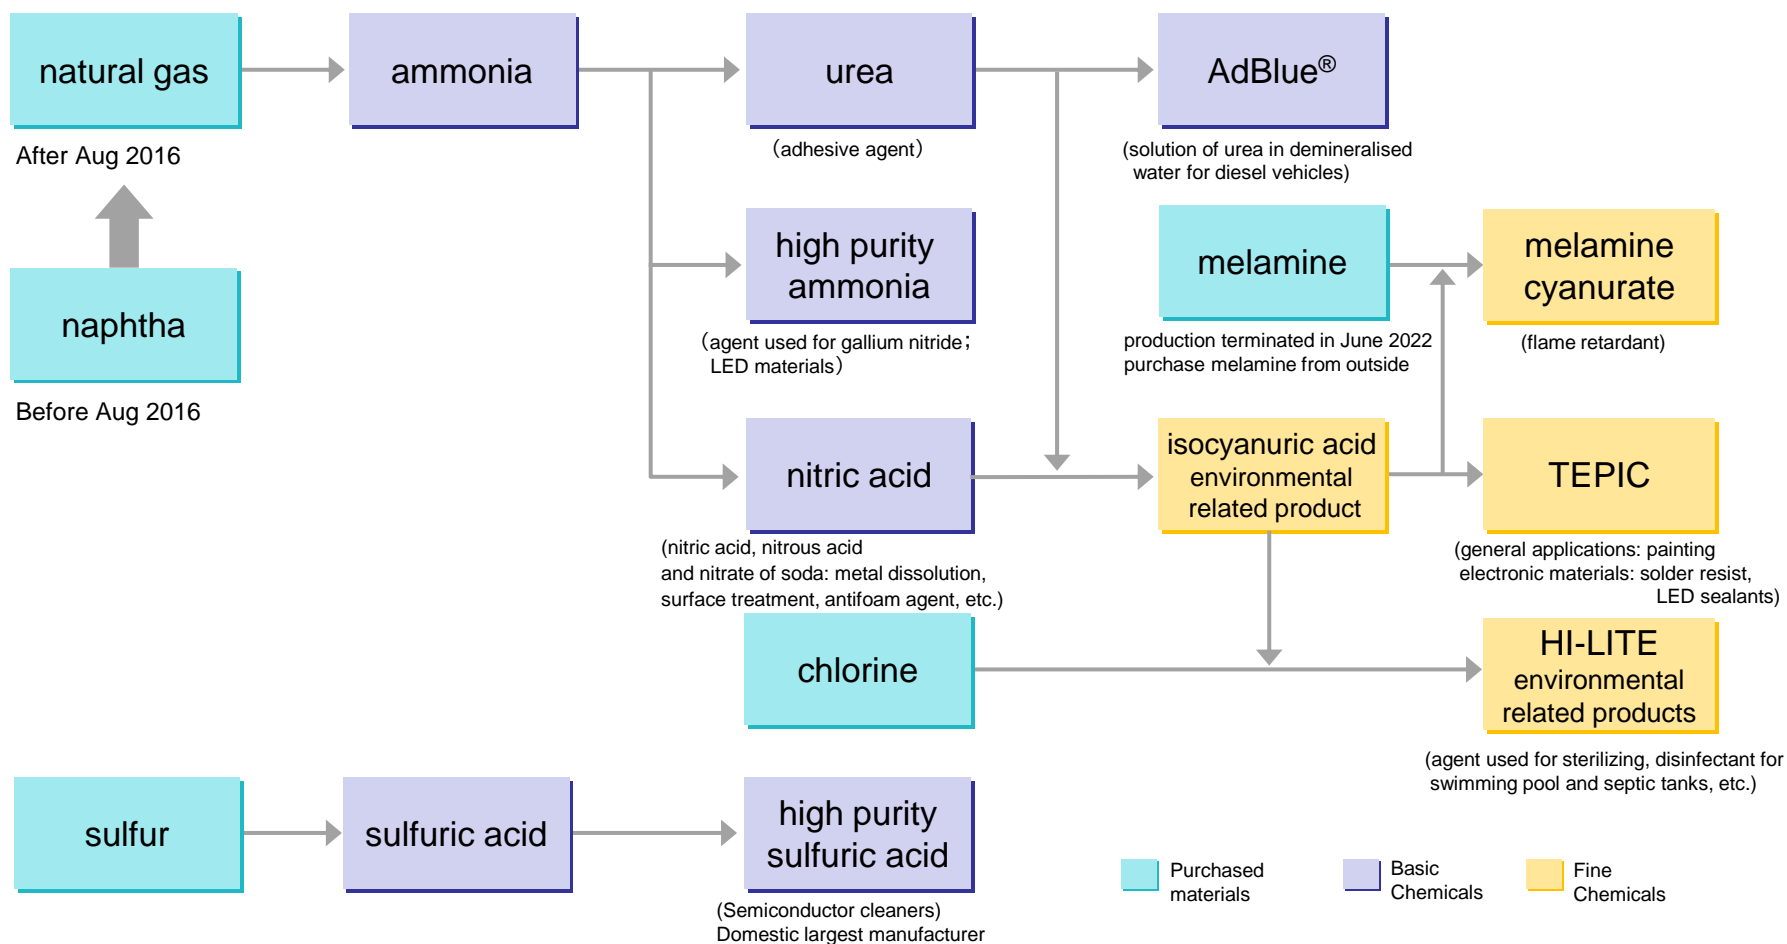 natural gas
After Aug 2016
naphtha
Before Aug 2016
ammonia
urea
(adhesive agent)
AdBlue®
(solution of urea in demineralised
water for diesel vehicles)
high purity
ammonia
(agent used for gallium nitride;
LED materials)
melamine
production terminated in June 2022
purchase melamine from outside
melamine
cyanurate
(flame retardant)
nitric acid
(nitric acid, nitrous acid
and nitrate of soda: metal dissolution,
surface treatment, antifoam agent, etc.)
isocyanuric acid
environmental
related product
TEPIC
(general applications: painting
electronic materials: solder resist,
LED sealants)
chlorine
HI-LITE
environmental
related products
(agent used for sterilizing, disinfectant for
swimming pool and septic tanks, etc.)
sulfur
sulfuric acid
high purity
sulfuric acid
(Semiconductor cleaners)
Domestic largest manufacturer
Purchased
materials
Basic
Chemicals
Fine
Chemicals